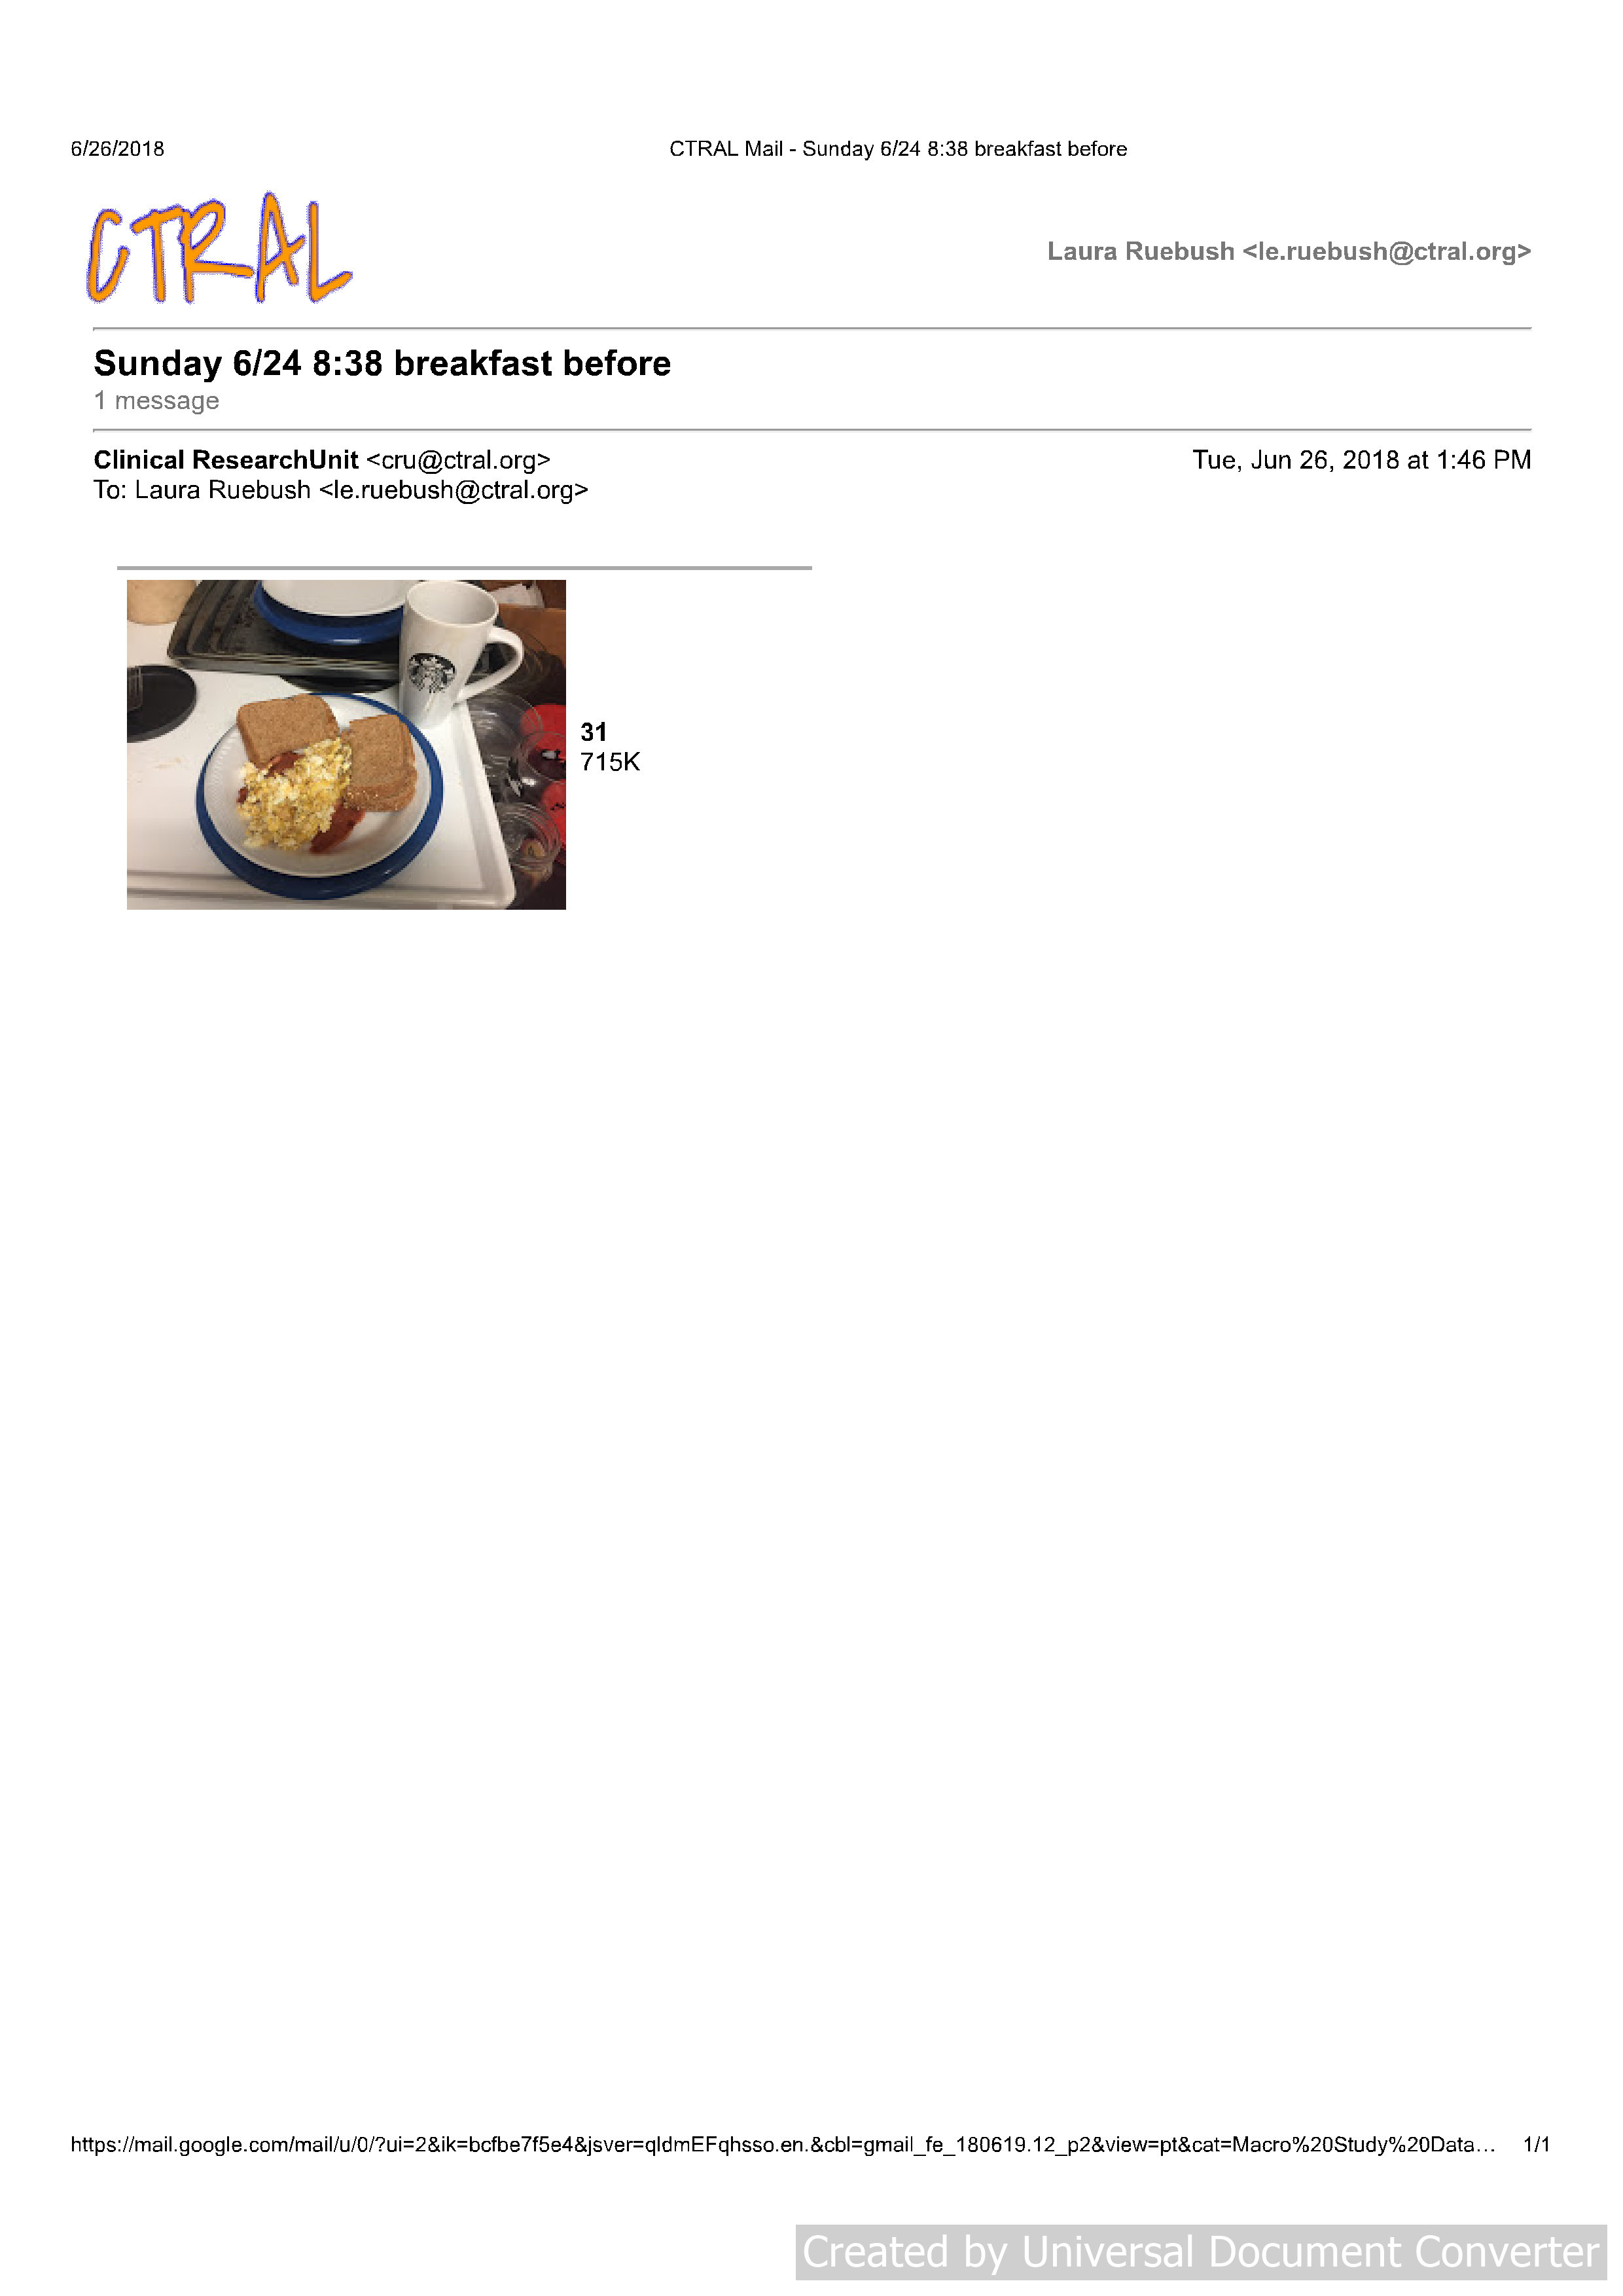 6/26/2018 CTRAL Mail - Sunday 6/24 8:38 breakfast before
CTRAL
Laura Ruebush <le.ruebush@ctral.org>
Sunday 6/24 8:38 breakfast before
1 message
Clinical ResearchUnit <cru@ctral.org> Tue, Jun 26, 2018 at 1:46 PM
To: Laura Ruebush <le.ruebush@ctral.org>
31
715K
https://mail.google.com/mail/u/0/?ui=2&ik=bcfbe7f5e4&jsver=qldmEFqhsso.en.&cbl=gmail_fe_180619.12_p2&view=pt&cat=Macro%20Study%20Data… 1/1
Created by Universal Document Converter